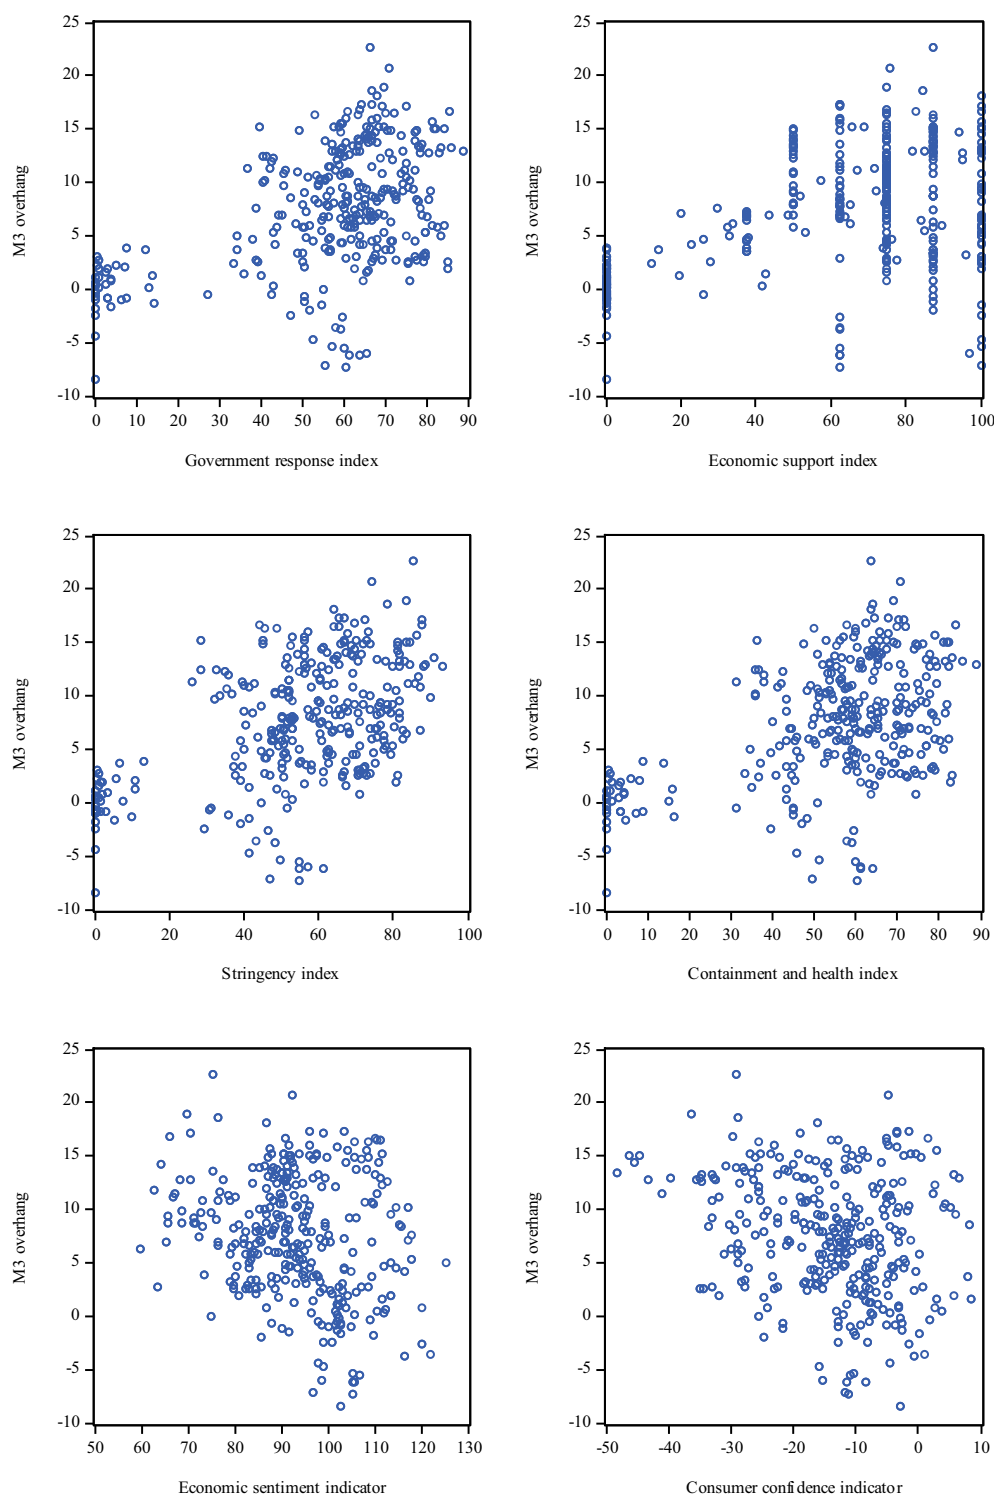 25
20
15
10
5
0
-5
-10
M3 overhang
0 10 20 30 40 50 60 70 80 90
Government response index
25
20
15
10
5
0
-5
-10
M3 overhang
0 20 40 60 80 100
Economic support index
25
20
15
10
5
0
-5
-10
M3 overhang
0 20 40 60 80 100
Stringency index
25
20
15
10
5
0
-5
-10
M3 overhang
0 10 20 30 40 50 60 70 80 90
Containment and health index
25
20
15
10
5
0
-5
-10
M3 overhang
50 60 70 80 90 100 110 120 130
Economic sentiment indicator
25
20
15
10
5
0
-5
-10
M3 overhang
-50 -40 -30 -20 -10 0 10
Consumer confidence indicator